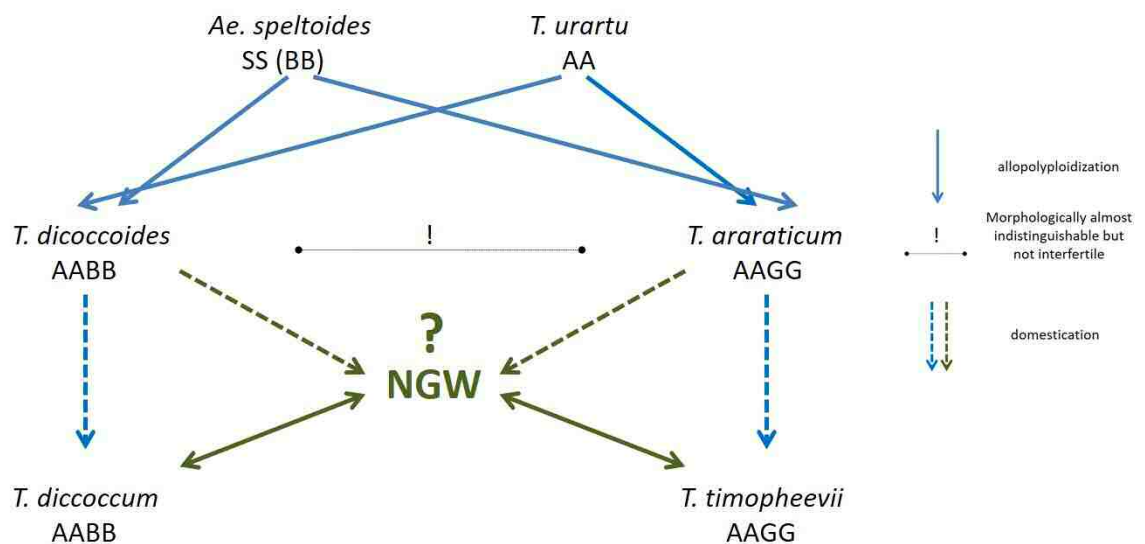 Ae. speltoides
SS (BB)
T. urartu
AA
T. dicoccoides
AABB
!
T. araraticum
AAGG
?
NGW
T. diccoccum
AABB
T. timopheevii
AAGG
allopolyploidization
!
Morphologically almost
indistinguishable but
not interfertile
domestication